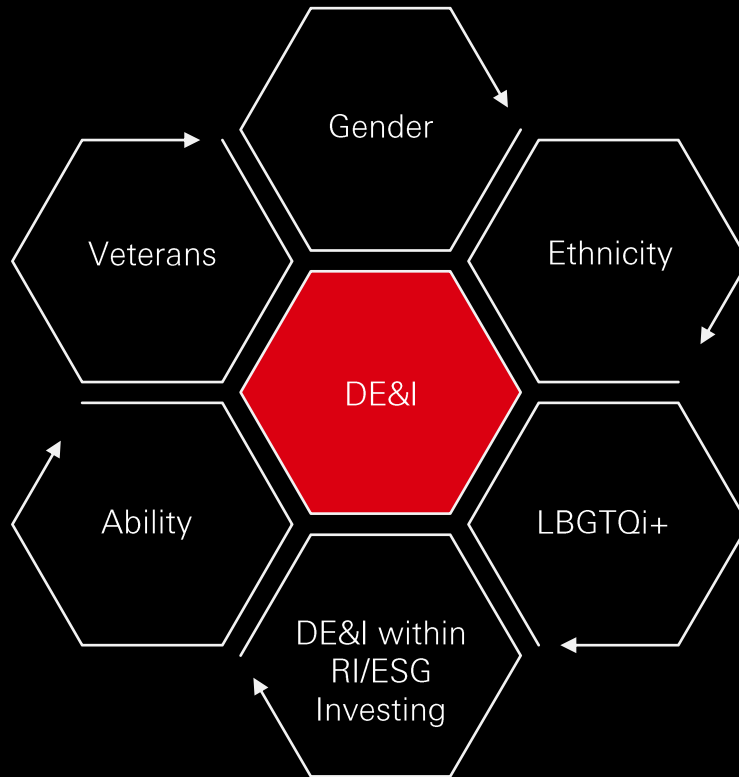 Gender
Veterans
Ethnicity
DE&I
Ability
LBGTQi+
DE&I within
RI/ESG
Investing